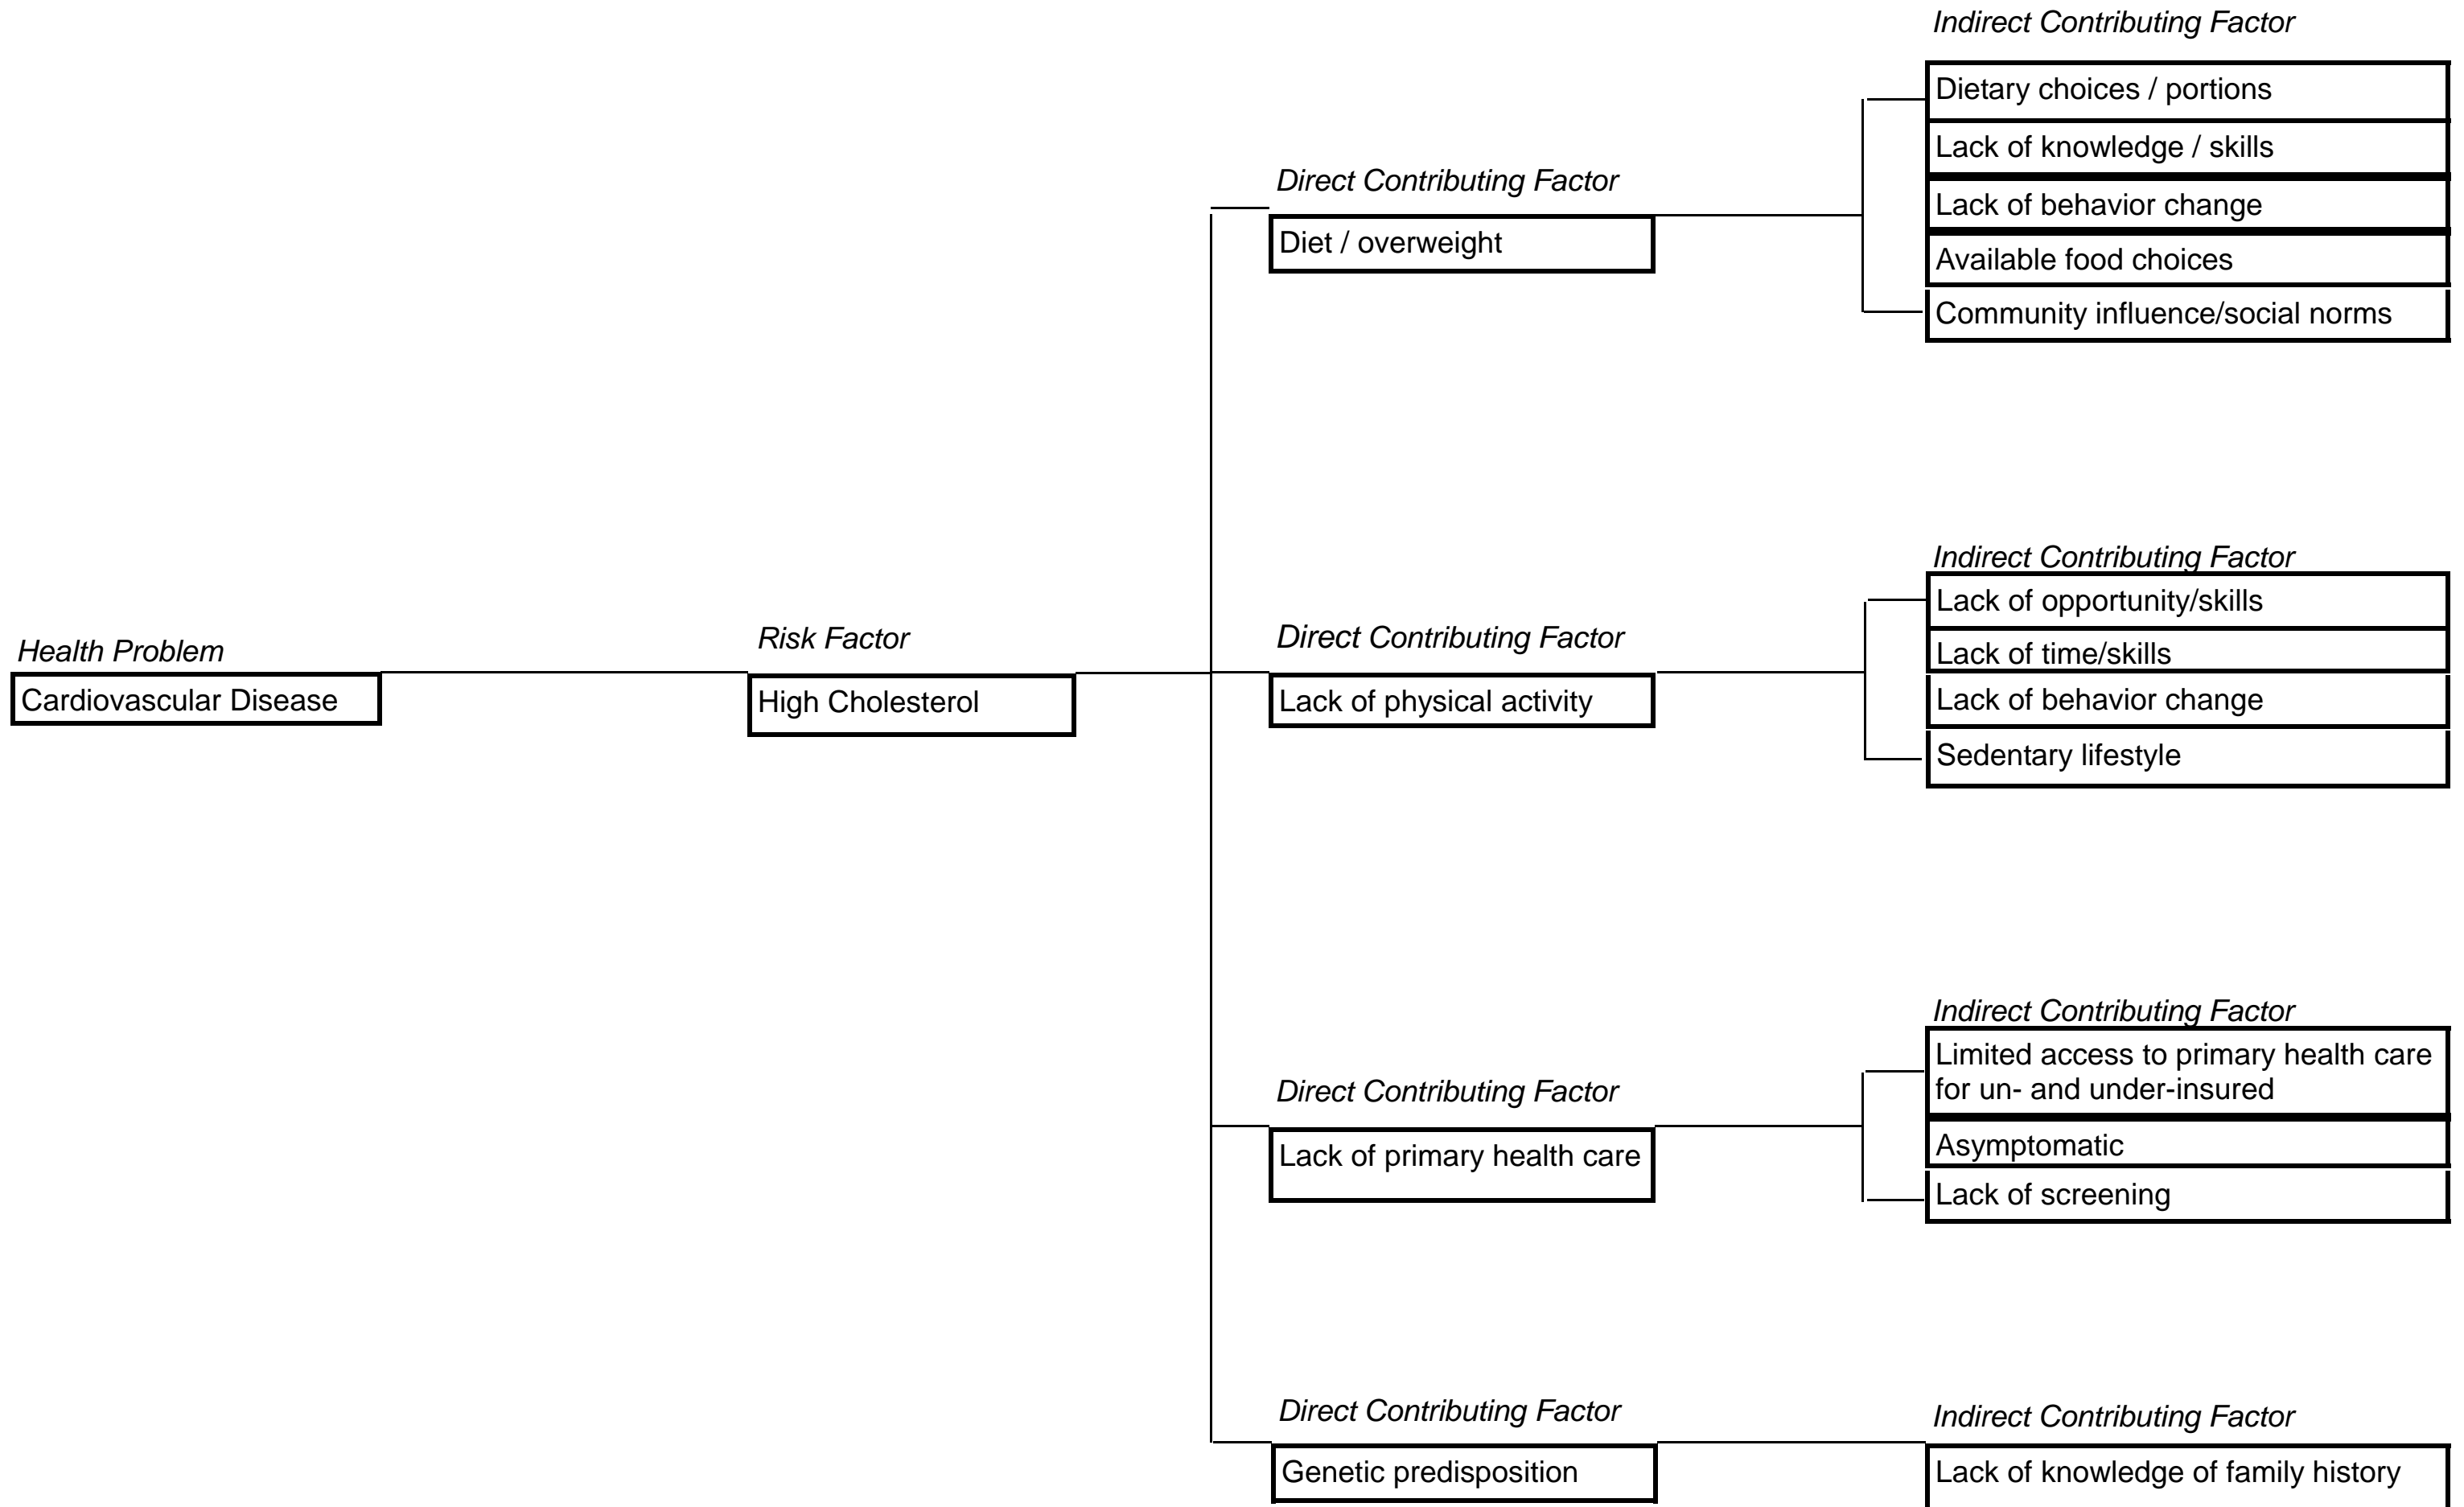 Indirect Contributing Factor
Dietary choices / portions
Lack of knowledge / skills
Direct Contributing Factor
Lack of behavior change
Diet / overweight
Available food choices
Community influence/social norms
Indirect Contributing Factor
Lack of opportunity/skills
Health Problem
Risk Factor
Direct Contributing Factor
Lack of time/skills
Cardiovascular Disease
High Cholesterol
Lack of physical activity
Lack of behavior change
Sedentary lifestyle
Indirect Contributing Factor
Limited access to primary health care
for un- and under-insured
Direct Contributing Factor
Lack of primary health care
Asymptomatic
Lack of screening
Direct Contributing Factor
Indirect Contributing Factor
Genetic predisposition
Lack of knowledge of family history